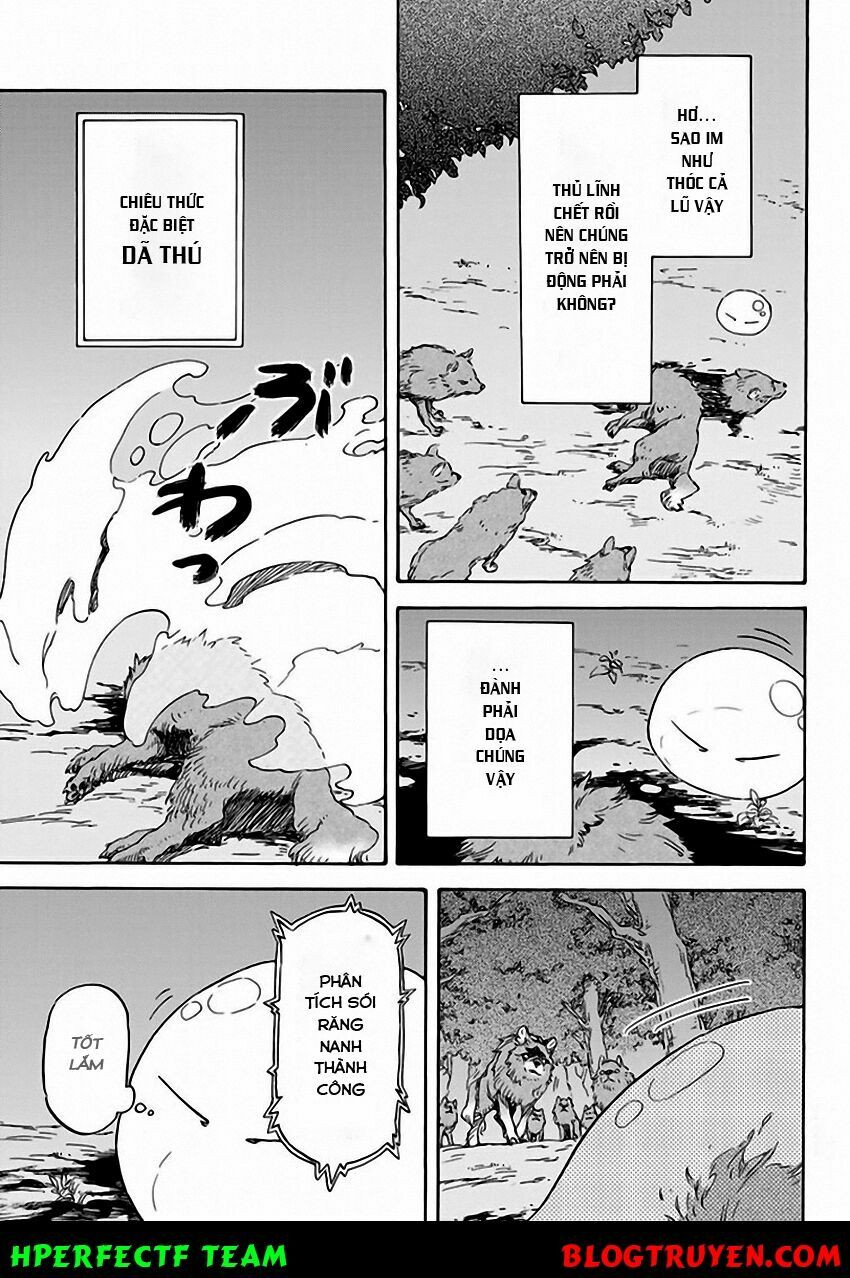 HƠ...
SAO IM
NHƯ
THÓC CẢ
LŨ VẬY
THỦ LĨNH
CHẾT RỒI
NÊN CHÚNG
TRỞ NÊN BỊ
ĐỘNG PHẢI
KHÔNG?
...
ĐÀNH
PHẢI
DỌA
CHÚNG
VẬY
CHIÊU THỨC
ĐẶC BIỆT
DÃ THÚ
ぶ
わっ
PHÂN
TÍCH SÓI
RĂNG
NANH
THÀNH
CÔNG
TỐT
LẮM
HPERFECTF TEAM
BLOGTRUYEN.COM